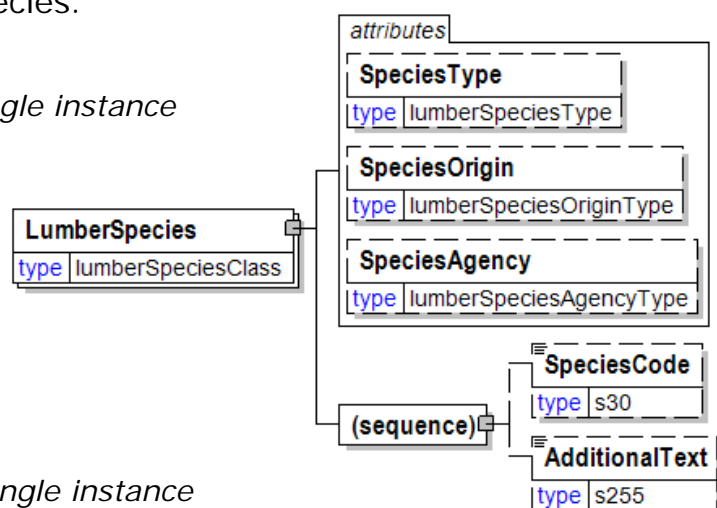 ecies.
attributes
SpeciesType
type lumberSpeciesType
ngle instance
SpeciesOrigin
type lumberSpeciesOriginType
LumberSpecies
type lumberSpeciesClass
SpeciesAgency
type lumberSpeciesAgencyType
SpeciesCode
type s30
(sequence)
AdditionalText
type s255
ngle instance